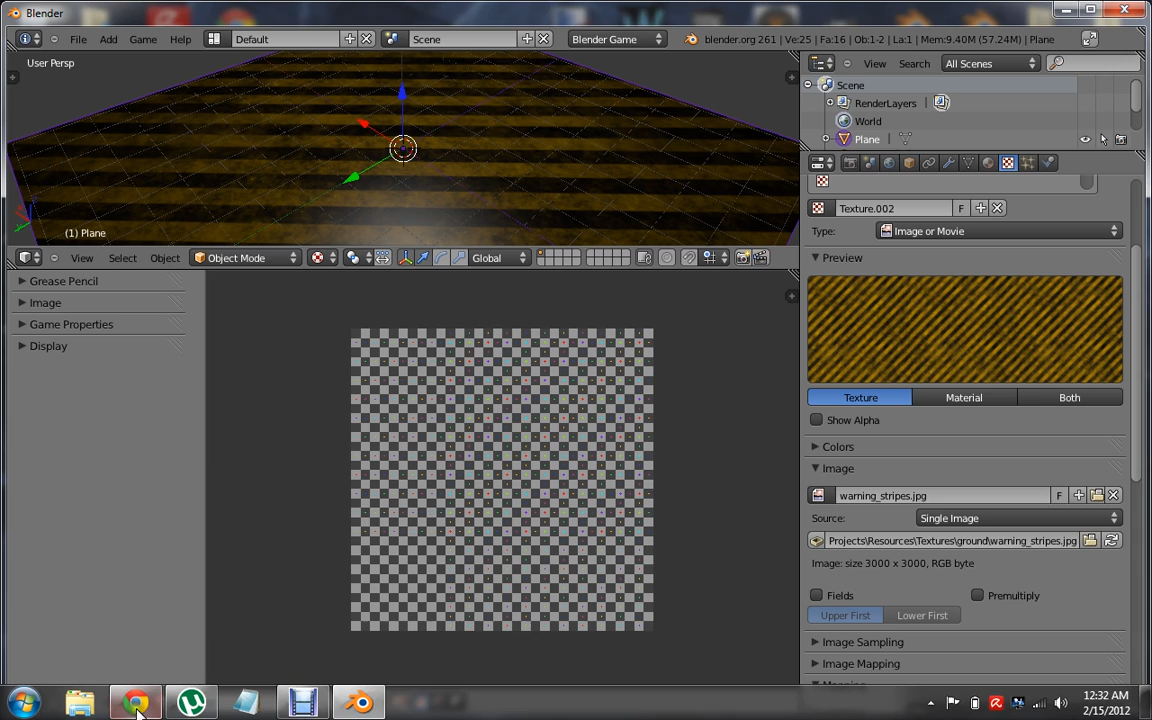 Blender
File Add Game Help Default Scene Blender Game blender.org 261 | Ve:25 | Fa:16 | Ob:1-2 | La:1 | Mem:9.40M (57.24M) | Plane
User Persp
(1) Plane
View Select Object Object Mode Global
Grease Pencil
Image
Game Properties
Display
View Search All Scenes
Scene
RenderLayers
World
Plane
Texture.002 F
Type: Image or Movie
Preview
Texture Material Both
Show Alpha
Colors
Image
warning_stripes.jpg F
Source: Single Image
Projects\Resources\Textures\ground\warning_stripes.jpg
Image: size 3000 x 3000, RGB byte
Fields Premultiply
Upper First Lower First
Image Sampling
Image Mapping
Mapping
12:32 AM
2/15/2012